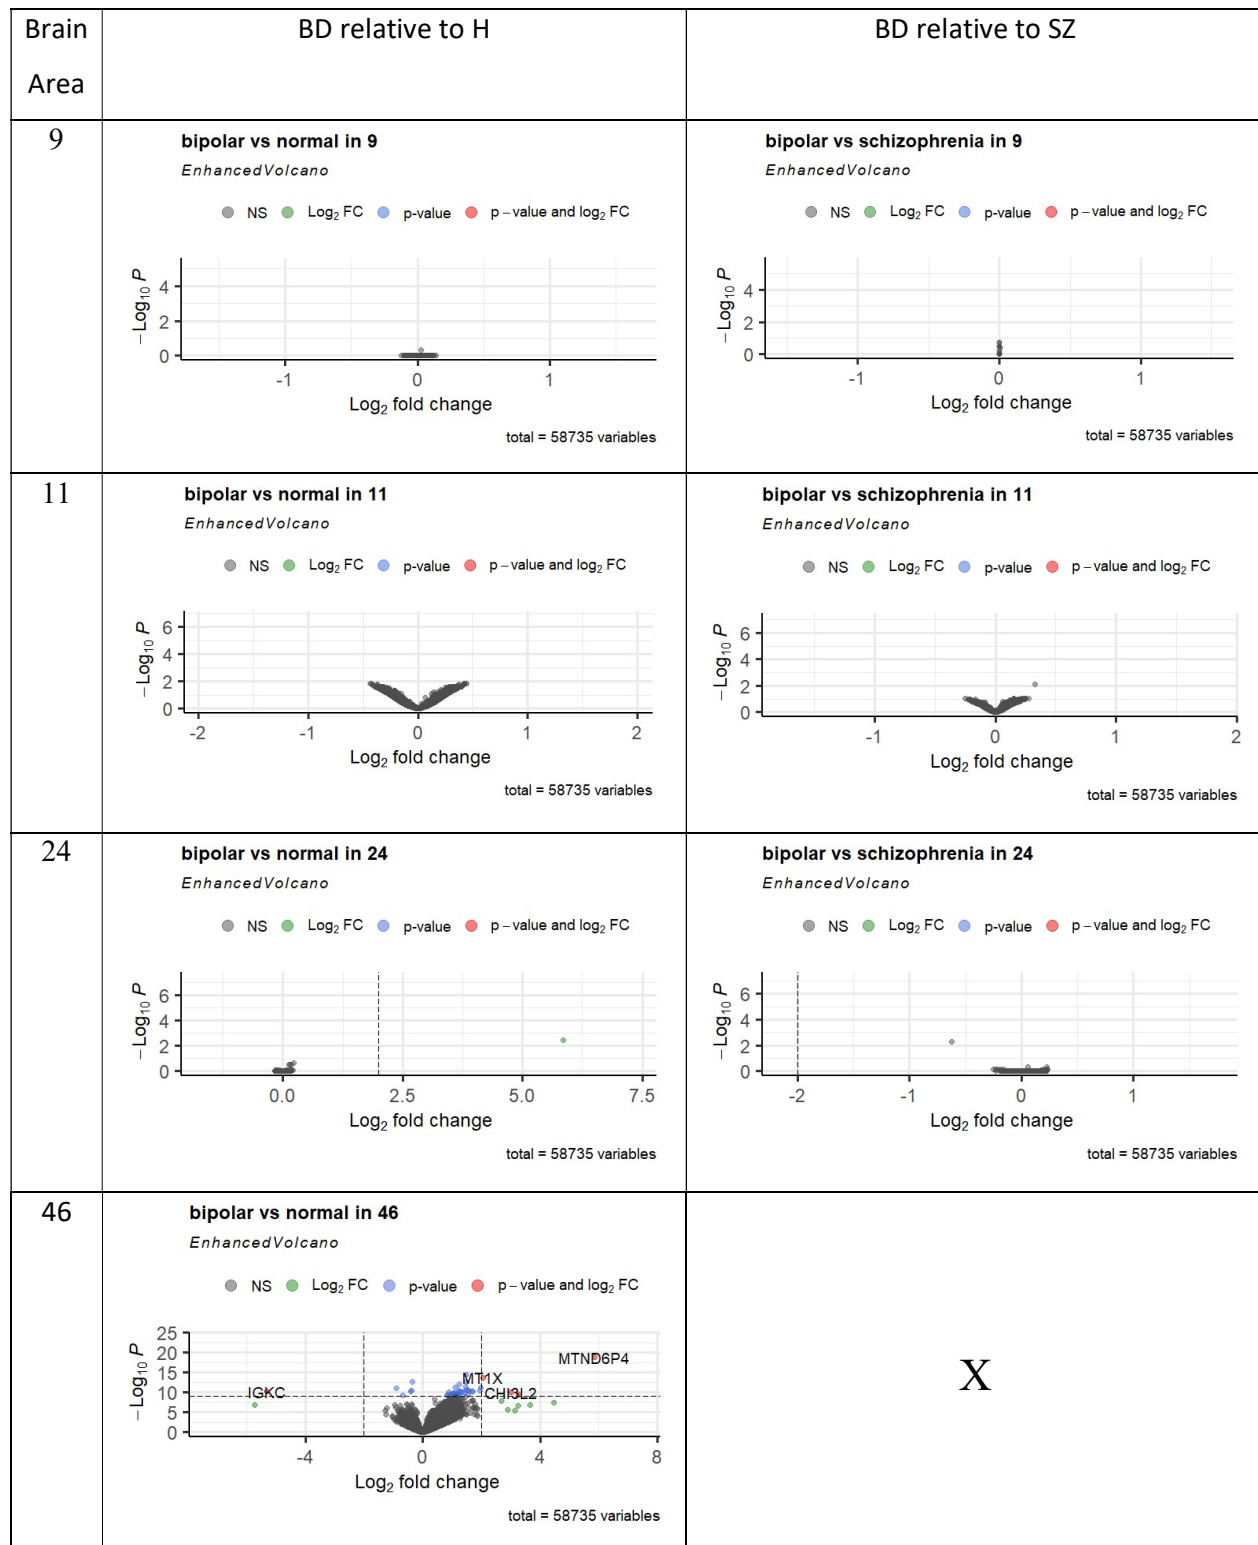 Brain Area
BD relative to H
BD relative to SZ
9
bipolar vs normal in 9
EnhancedVolcano
NS Log2 FC p-value p – value and log2 FC
– Log10 P
4
2
0
-1 0 1
Log2 fold change
total = 58735 variables
bipolar vs schizophrenia in 9
EnhancedVolcano
NS Log2 FC p-value p – value and log2 FC
– Log10 P
4
2
0
-1 0 1
Log2 fold change
total = 58735 variables
11
bipolar vs normal in 11
EnhancedVolcano
NS Log2 FC p-value p – value and log2 FC
– Log10 P
6
4
2
0
-2 -1 0 1 2
Log2 fold change
total = 58735 variables
bipolar vs schizophrenia in 11
EnhancedVolcano
NS Log2 FC p-value p – value and log2 FC
– Log10 P
6
4
2
0
-1 0 1 2
Log2 fold change
total = 58735 variables
24
bipolar vs normal in 24
EnhancedVolcano
NS Log2 FC p-value p – value and log2 FC
– Log10 P
6
4
2
0
0.0 2.5 5.0 7.5
Log2 fold change
total = 58735 variables
bipolar vs schizophrenia in 24
EnhancedVolcano
NS Log2 FC p-value p – value and log2 FC
– Log10 P
6
4
2
0
-2 -1 0 1
Log2 fold change
total = 58735 variables
46
bipolar vs normal in 46
EnhancedVolcano
NS Log2 FC p-value p – value and log2 FC
– Log10 P
25
20
15
10
5
0
MTND6P4
MT1X
IGKC
CHI3L2
-4 0 4 8
Log2 fold change
total = 58735 variables
X